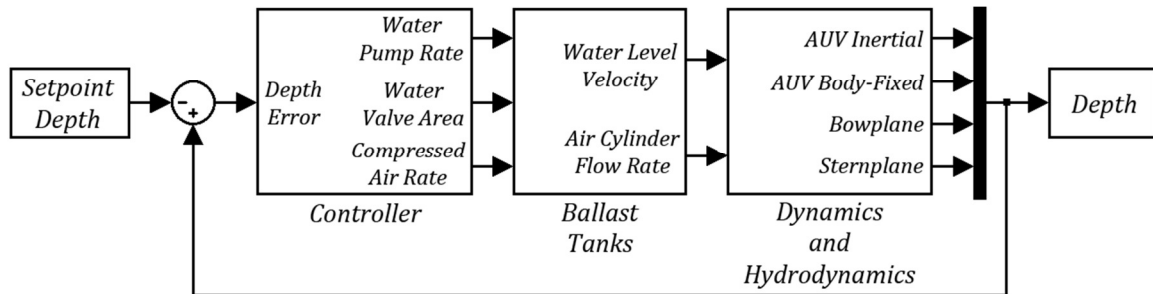 Setpoint
Depth
-
+
Depth
Error
Water
Pump Rate
Water
Valve Area
Compressed
Air Rate
Controller
Water Level
Velocity
Air Cylinder
Flow Rate
Ballast
Tanks
AUV Inertial
AUV Body-Fixed
Bowplane
Sternplane
Dynamics
and
Hydrodynamics
Depth